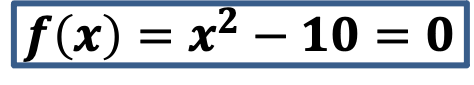 f(x) = x² − 10 = 0